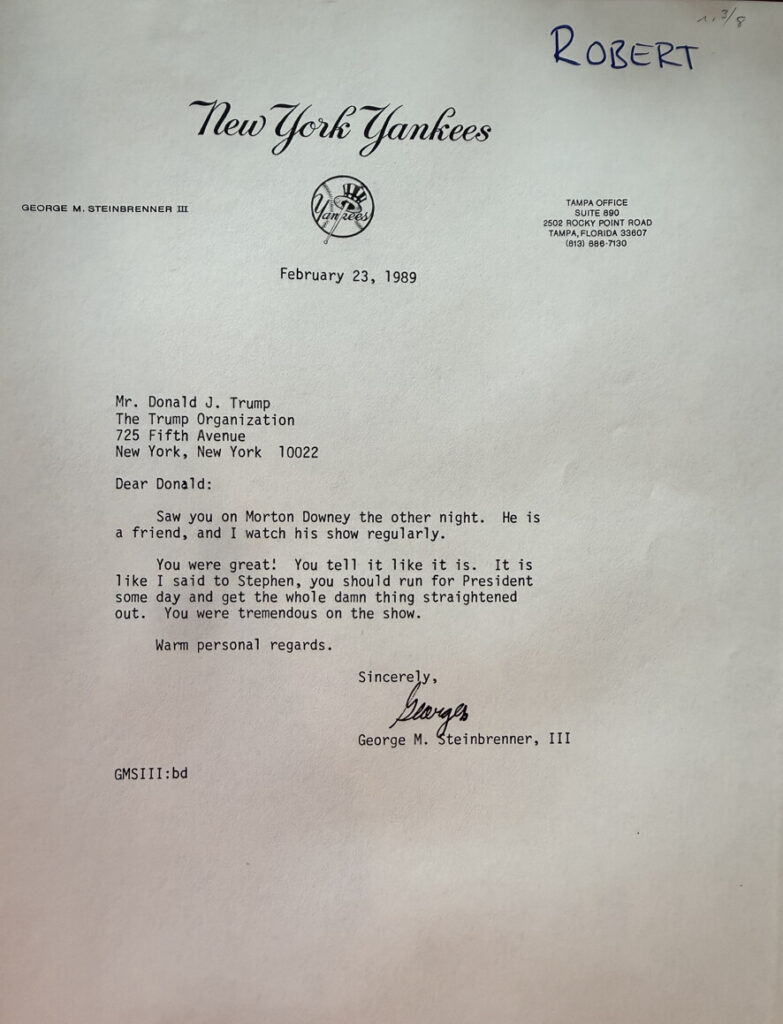 1, 3/8
ROBERT
New York Yankees
Yankees
GEORGE M. STEINBRENNER III
TAMPA OFFICE
SUITE 690
2502 ROCKY POINT ROAD
TAMPA, FLORIDA 33607
(813) 886-7130
February 23, 1989
Mr. Donald J. Trump
The Trump Organization
725 Fifth Avenue
New York, New York  10022
Dear Donald:
Saw you on Morton Downey the other night.  He is
a friend, and I watch his show regularly.
You were great!  You tell it like it is.  It is
like I said to Stephen, you should run for President
some day and get the whole damn thing straightened
out.  You were tremendous on the show.
Warm personal regards.
Sincerely,
George
George M. Steinbrenner, III
GMSIII:bd